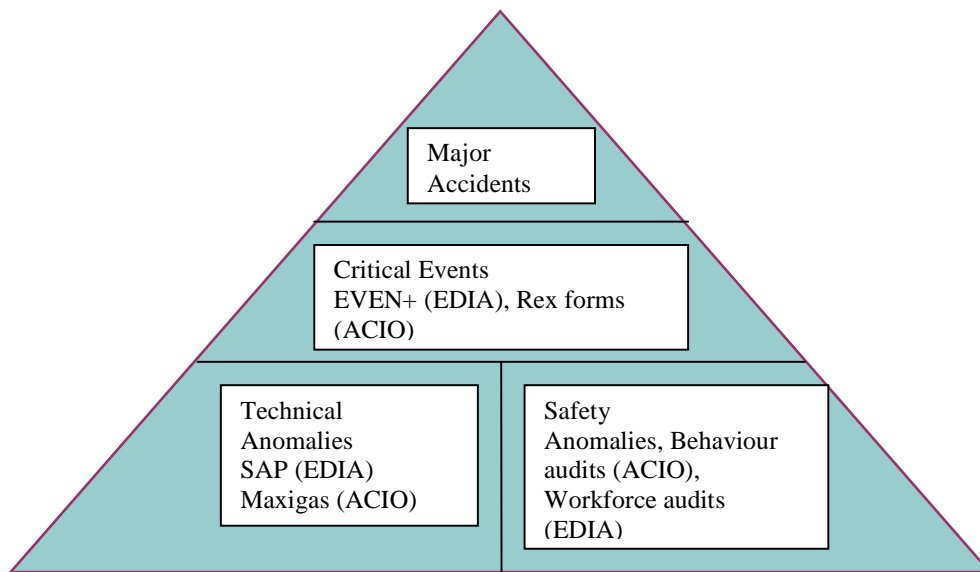 Major
Accidents
Critical Events
EVEN+ (EDIA), Rex forms
(ACIO)
Technical
Anomalies
SAP (EDIA)
Maxigas (ACIO)
Safety
Anomalies, Behaviour
audits (ACIO),
Workforce audits
(EDIA)